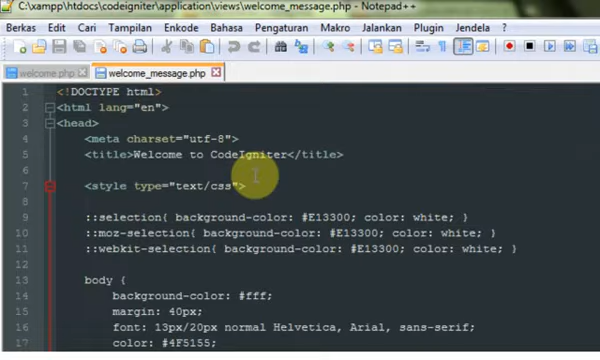 C:\xampp\htdocs\codeigniter\application\views\welcome_message.php - Notepad++
Berkas Edit Cari Tampilan Enkode Bahasa Pengaturan Makro Jalankan Plugin Jendela ?
welcome.php welcome_message.php
1 <!DOCTYPE html>
2 <html lang="en">
3 <head>
4 <meta charset="utf-8">
5 <title>Welcome to CodeIgniter</title>
6
7 <style type="text/css">
8
9 ::selection{ background-color: #E13300; color: white; }
10 ::moz-selection{ background-color: #E13300; color: white; }
11 ::webkit-selection{ background-color: #E13300; color: white; }
12
13 body {
14 background-color: #fff;
15 margin: 40px;
16 font: 13px/20px normal Helvetica, Arial, sans-serif;
17 color: #4F5155;